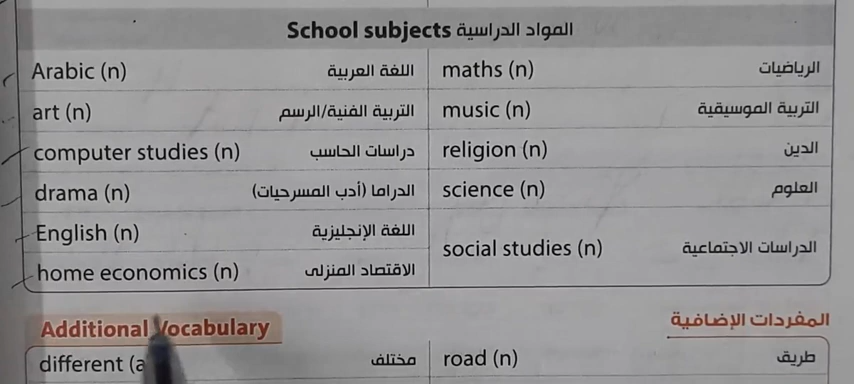 School subjects المواد الدراسية
Arabic (n) اللغة العربية maths (n) الرياضيات
art (n) التربية الفنية/الرسم music (n) التربية الموسيقية
computer studies (n) دراسات الحاسب religion (n) الدين
drama (n) الدراما (أدب المسرحيات) science (n) العلوم
English (n) اللغة الإنجليزية
social studies (n) الدراسات الاجتماعية
home economics (n) الاقتصاد المنزلى
Additional Vocabulary المفردات الإضافية
different (a مختلف road (n) طريق